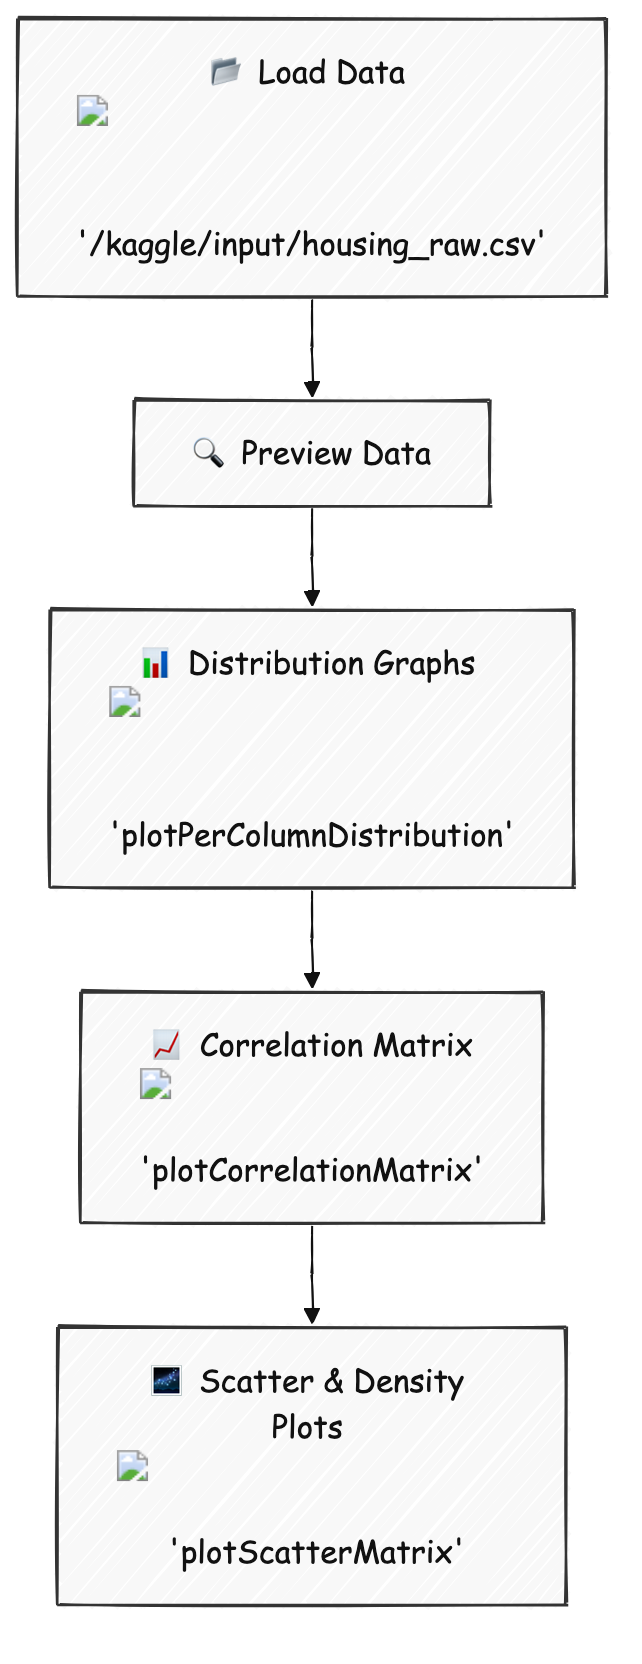 Load Data
'/kaggle/input/housing_raw.csv'
Preview Data
Distribution Graphs
'plotPerColumnDistribution'
Correlation Matrix
'plotCorrelationMatrix'
Scatter & Density
Plots
'plotScatterMatrix'